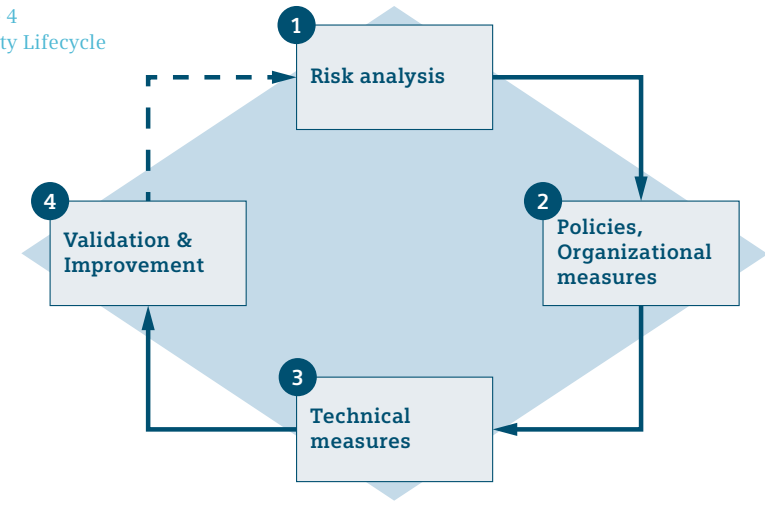 4
ty Lifecycle
1
Risk analysis
2
Policies,
Organizational
measures
3
Technical
measures
4
Validation &
Improvement